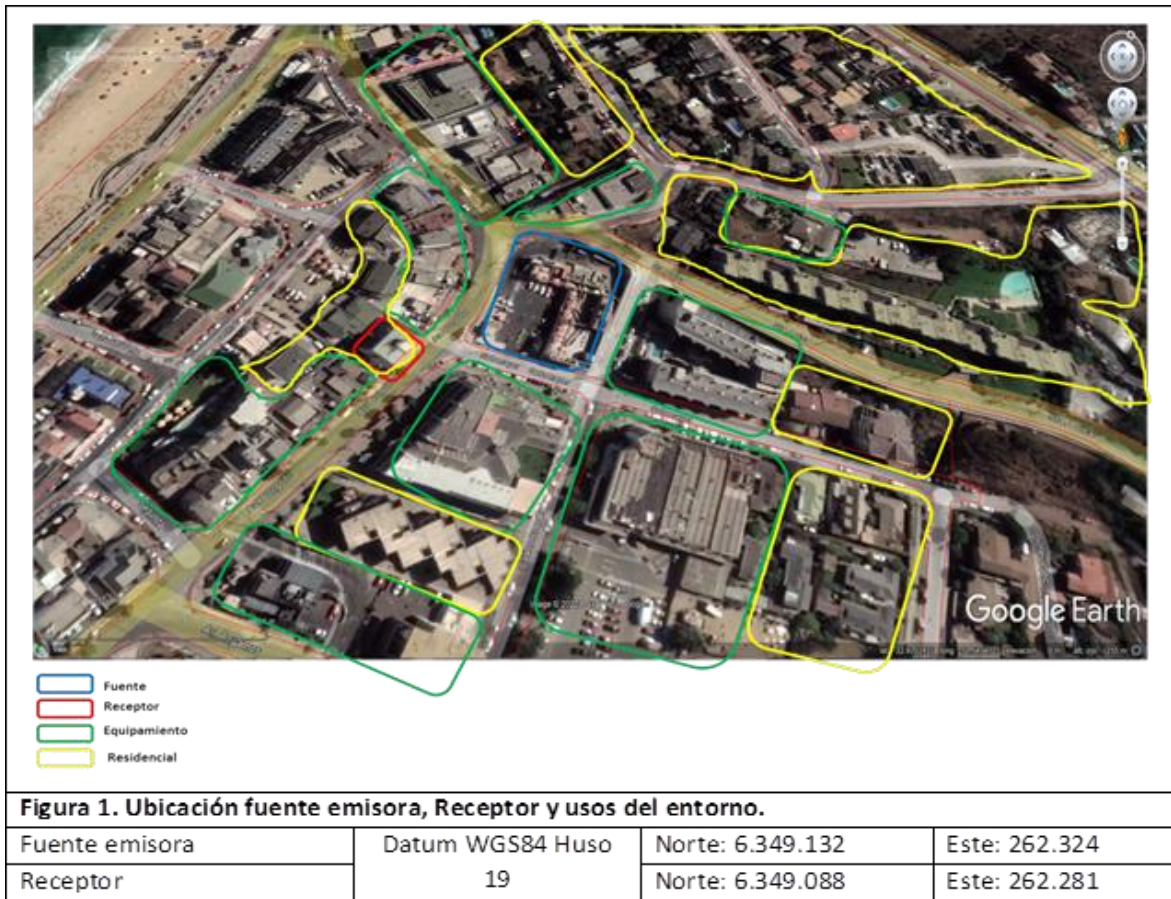 Google Earth
Fuente
Receptor
Equipamiento
Residencial
Figura 1. Ubicación fuente emisora, Receptor y usos del entorno.
Fuente emisora
Datum WGS84 Huso
19
Norte: 6.349.132
Este: 262.324
Receptor
Norte: 6.349.088
Este: 262.281